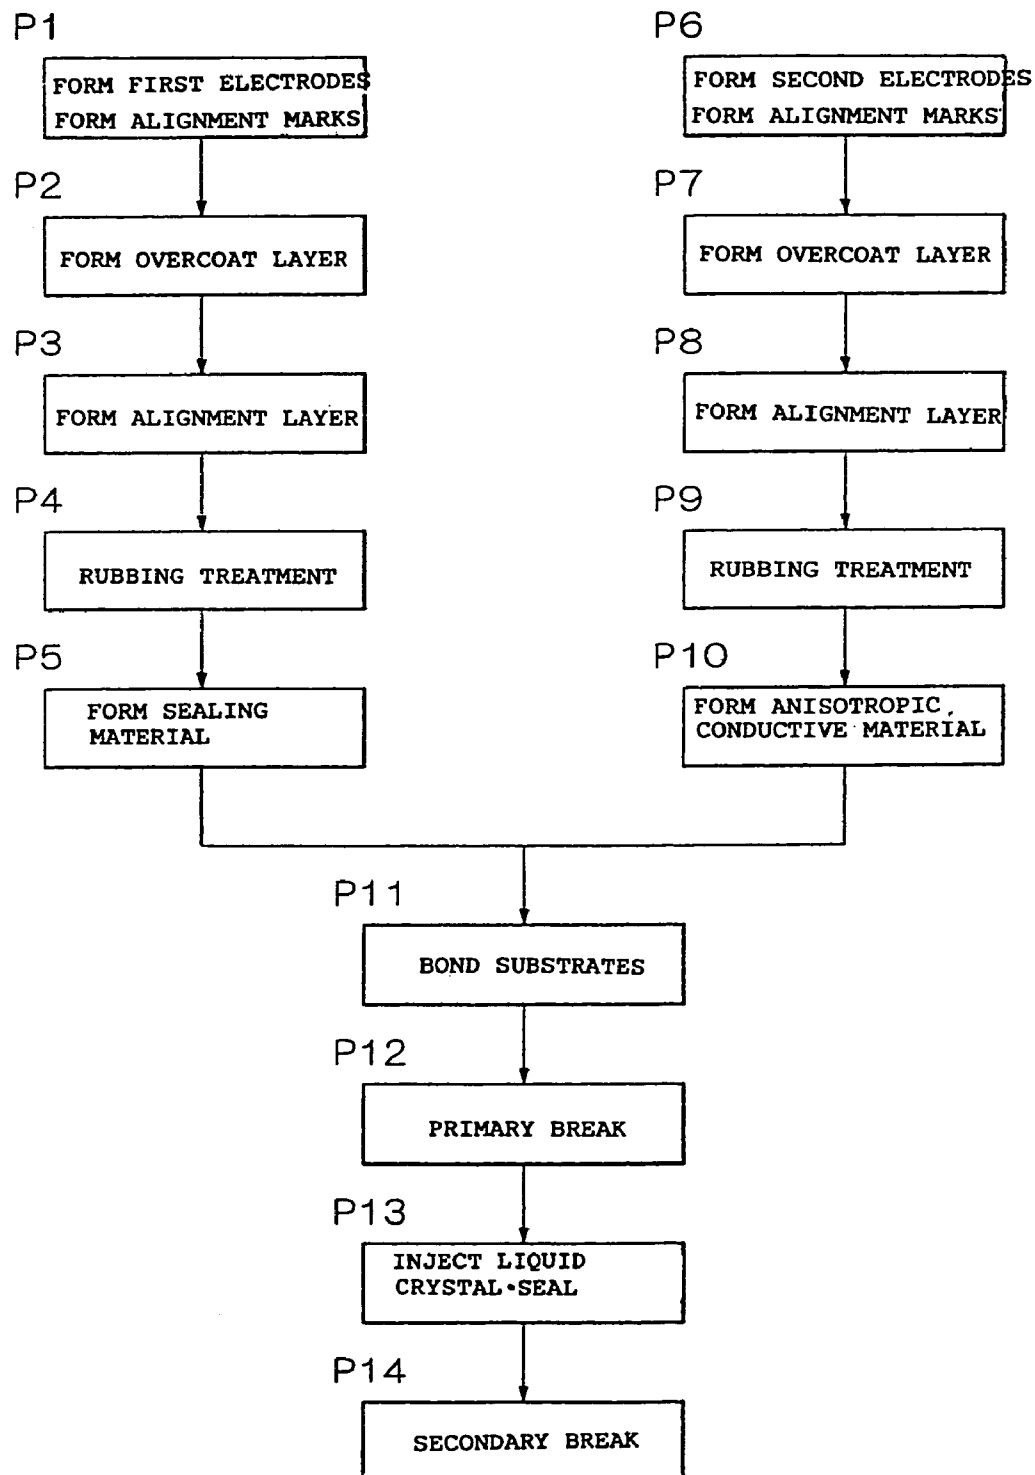 P1
FORM FIRST ELECTRODES
FORM ALIGNMENT MARKS
P2
FORM OVERCOAT LAYER
P3
FORM ALIGNMENT LAYER
P4
RUBBING TREATMENT
P5
FORM SEALING
MATERIAL
P6
FORM SECOND ELECTRODES
FORM ALIGNMENT MARKS
P7
FORM OVERCOAT LAYER
P8
FORM ALIGNMENT LAYER
P9
RUBBING TREATMENT
P10
FORM ANISOTROPIC
CONDUCTIVE MATERIAL
P11
BOND SUBSTRATES
P12
PRIMARY BREAK
P13
INJECT LIQUID
CRYSTAL·SEAL
P14
SECONDARY BREAK